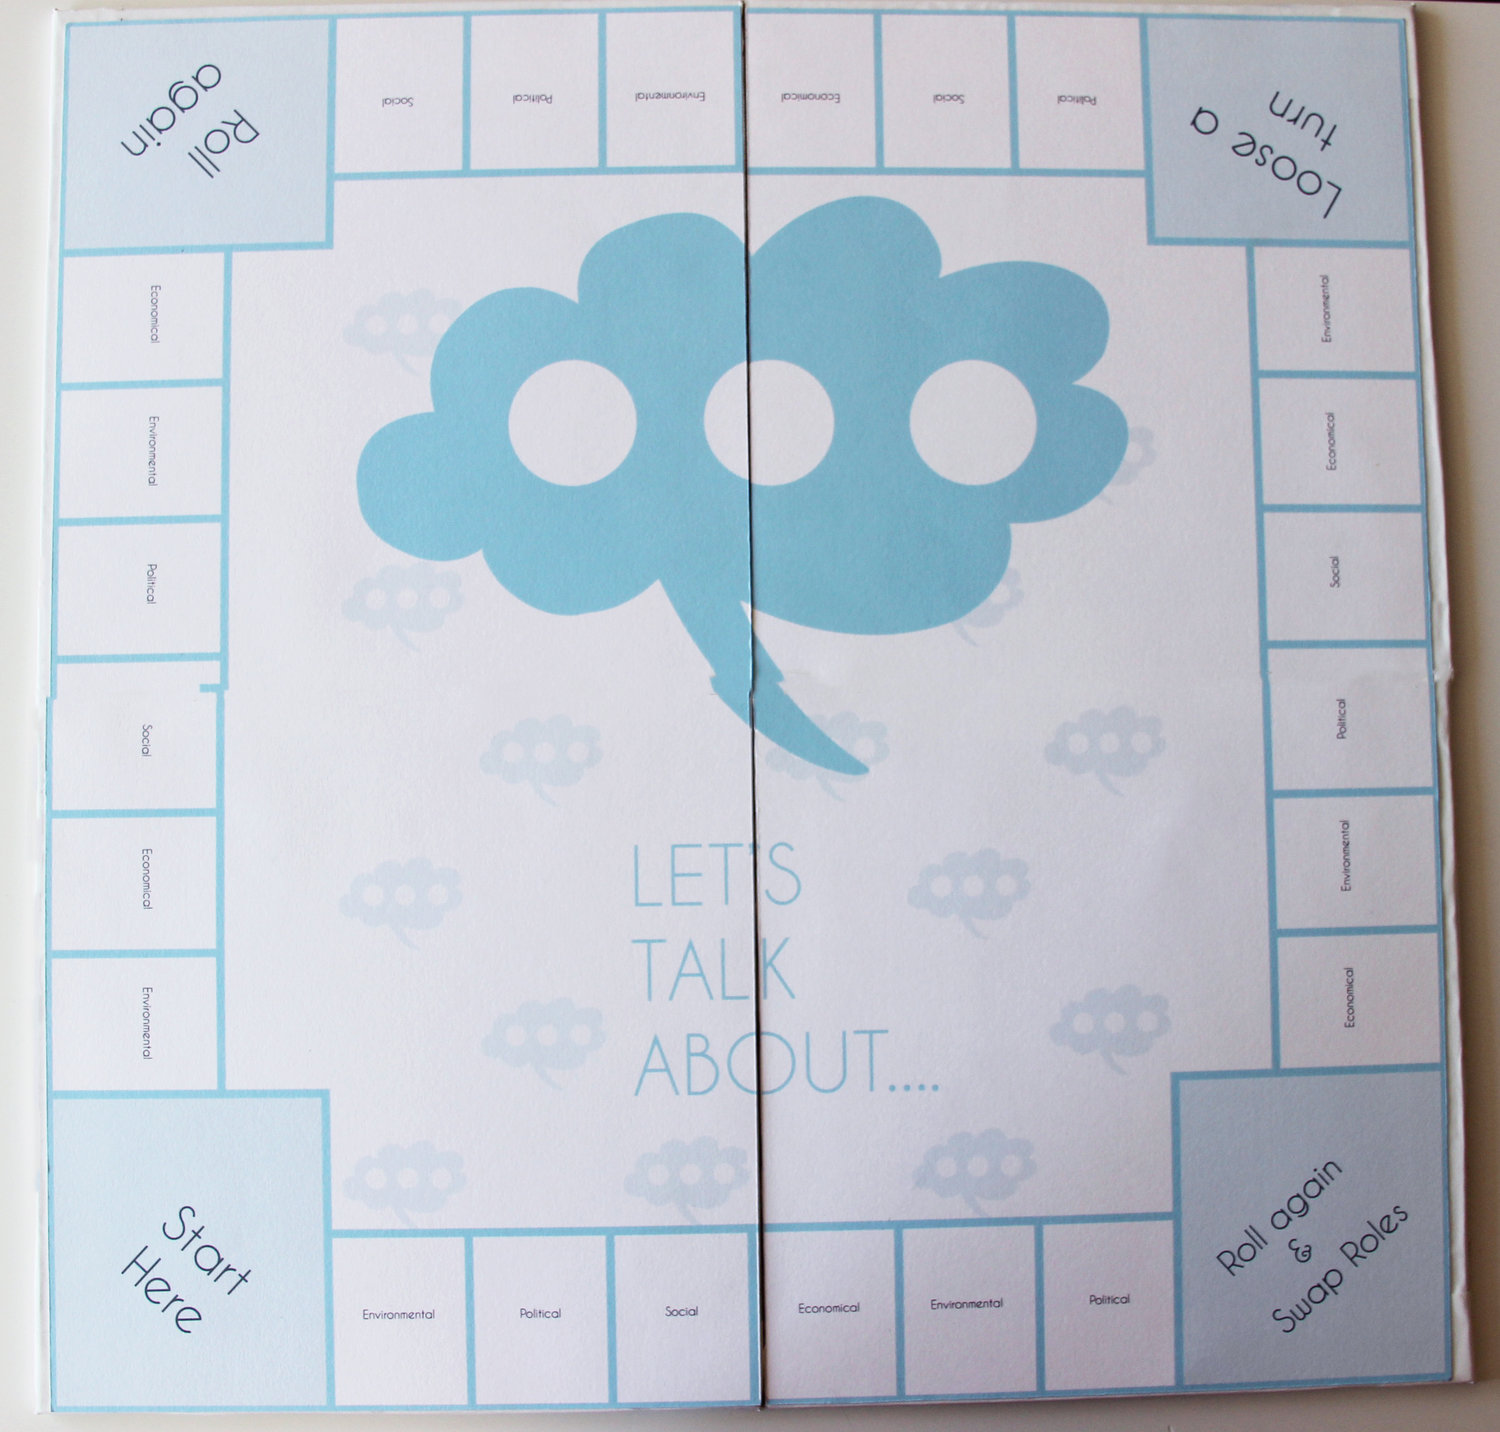 Roll
again
Social
Political
Environmental
Economical
Social
Political
Loose a
turn
Economical
Environmental
Political
Social
Economical
Environmental
Environmental
Economical
Social
Political
Environmental
Economical
LET'S
TALK
ABOUT....
Start
Here
Environmental
Political
Social
Economical
Environmental
Political
Roll again
&
Swap Roles